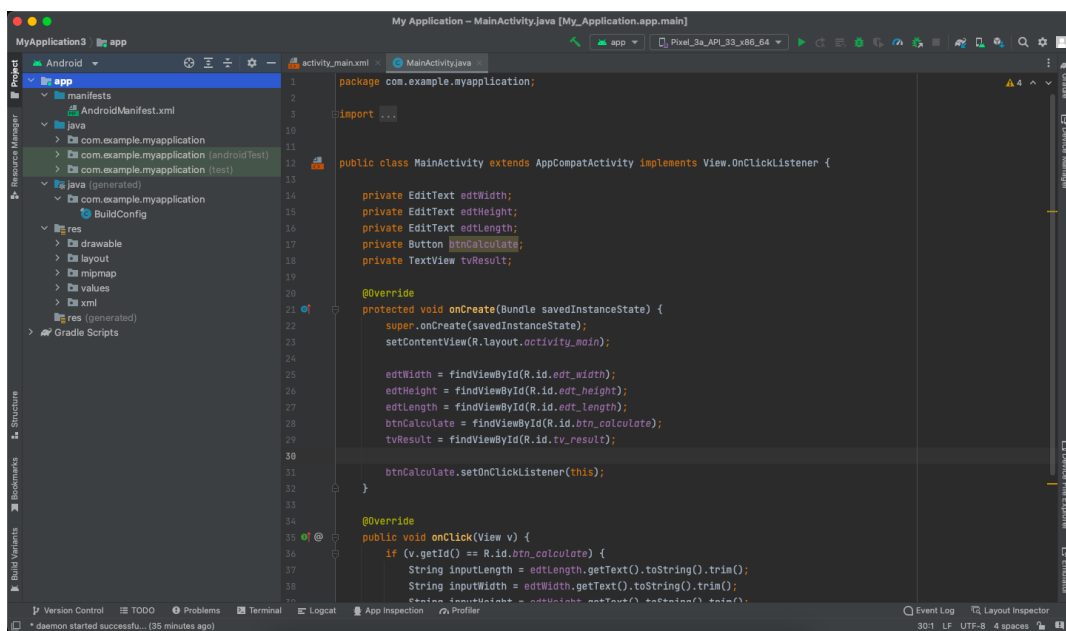 My Application – MainActivity.java [My_Application.app.main]
MyApplication3 app
app Pixel_3a_API_33_x86_64
Android
activity_main.xml MainActivity.java
Project
Resource Manager
Structure
Bookmarks
Build Variants
app
manifests
AndroidManifest.xml
java
com.example.myapplication
com.example.myapplication (androidTest)
com.example.myapplication (test)
java (generated)
com.example.myapplication
BuildConfig
res
drawable
layout
mipmap
values
xml
res (generated)
Gradle Scripts
1 package com.example.myapplication;
2
3 import ...
10
11
12 public class MainActivity extends AppCompatActivity implements View.OnClickListener {
13
14 private EditText edtWidth;
15 private EditText edtHeight;
16 private EditText edtLength;
17 private Button btnCalculate;
18 private TextView tvResult;
19
20 @Override
21 protected void onCreate(Bundle savedInstanceState) {
22 super.onCreate(savedInstanceState);
23 setContentView(R.layout.activity_main);
24
25 edtWidth = findViewById(R.id.edt_width);
26 edtHeight = findViewById(R.id.edt_height);
27 edtLength = findViewById(R.id.edt_length);
28 btnCalculate = findViewById(R.id.btn_calculate);
29 tvResult = findViewById(R.id.tv_result);
30
31 btnCalculate.setOnClickListener(this);
32 }
33
34 @Override
35 @ public void onClick(View v) {
36 if (v.getId() == R.id.btn_calculate) {
37 String inputLength = edtLength.getText().toString().trim();
38 String inputWidth = edtWidth.getText().toString().trim();
4
Device Manager
Device File Explorer
Version Control TODO Problems Terminal Logcat App Inspection Profiler
Event Log Layout Inspector
* daemon started successfu... (35 minutes ago)
30:1 LF UTF-8 4 spaces